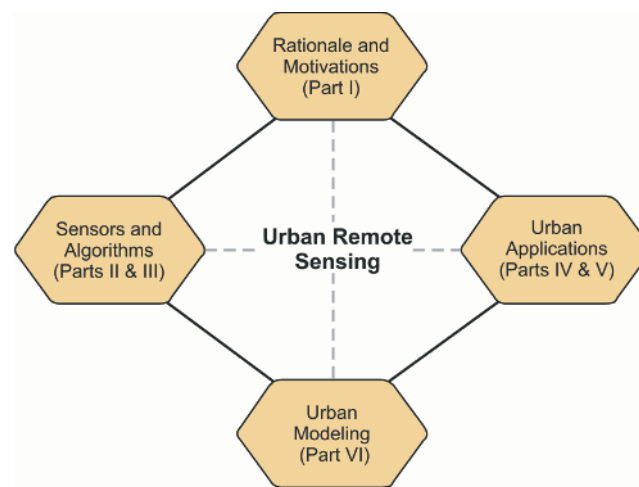 Rationale and
Motivations
(Part I)
Sensors and
Algorithms
(Parts II & III)
Urban Remote
Sensing
Urban
Applications
(Parts IV & V)
Urban
Modeling
(Part VI)